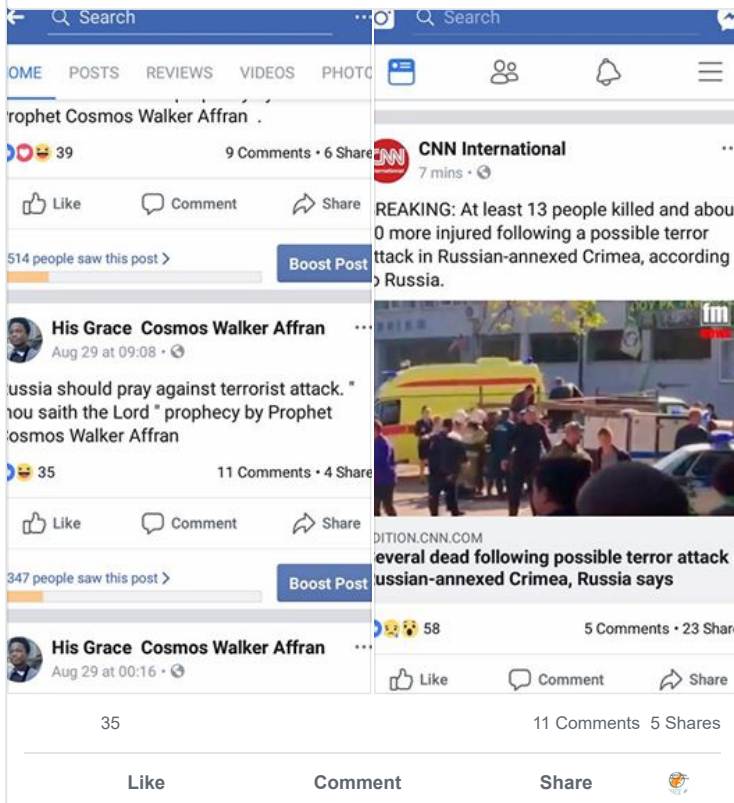 Search
OME POSTS REVIEWS VIDEOS PHOTO
rophet Cosmos Walker Affran .
39 9 Comments • 6 Share
Like Comment Share
514 people saw this post >
Boost Post
His Grace Cosmos Walker Affran
Aug 29 at 09:08 •
ussia should pray against terrorist attack. "
hou saith the Lord " prophecy by Prophet
osmos Walker Affran
35 11 Comments • 4 Share
Like Comment Share
347 people saw this post >
Boost Post
His Grace Cosmos Walker Affran
Aug 29 at 00:16 •
Search
CNN
CNN International
7 mins •
REAKING: At least 13 people killed and abou
0 more injured following a possible terror
ttack in Russian-annexed Crimea, according
o Russia.
fm
DITION.CNN.COM
everal dead following possible terror attack
ussian-annexed Crimea, Russia says
58 5 Comments • 23 Shar
Like Comment Share
35 11 Comments 5 Shares
Like Comment Share